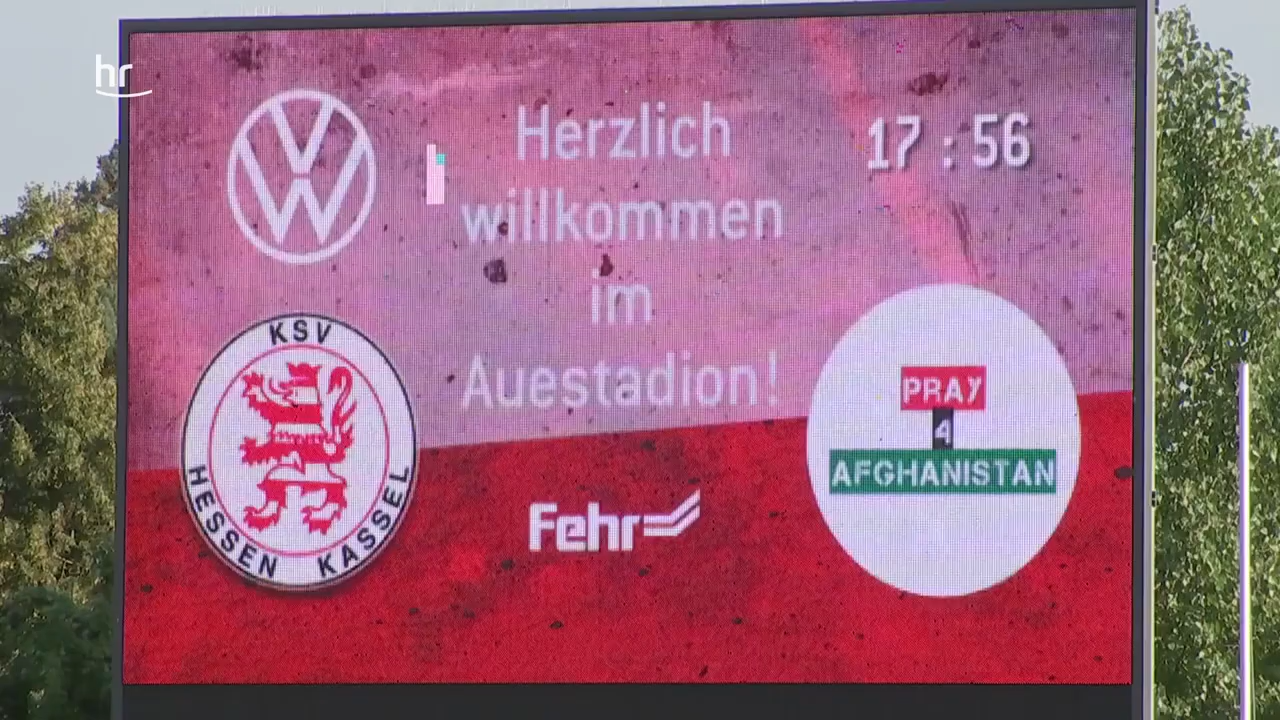 hr
Herzlich
willkommen
im
Auestadion!
17 : 56
KSV
HESSEN KASSEL
Fehr
PRAY
4
AFGHANISTAN